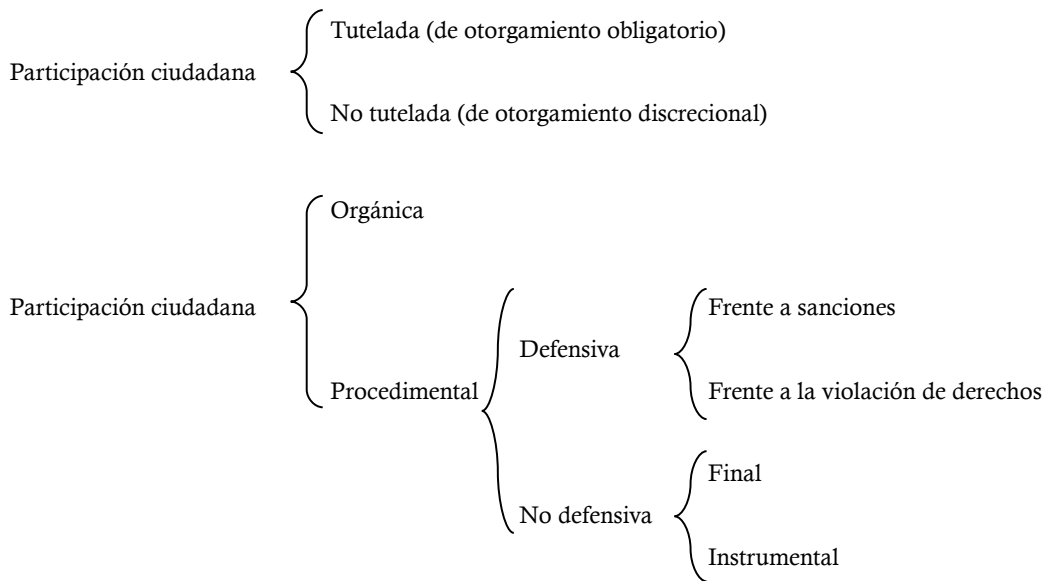 Tutelada (de otorgamiento obligatorio)
Participación ciudadana
No tutelada (de otorgamiento discrecional)
Orgánica
Participación ciudadana
Frente a sanciones
Defensiva
Frente a la violación de derechos
Procedimental
Final
No defensiva
Instrumental